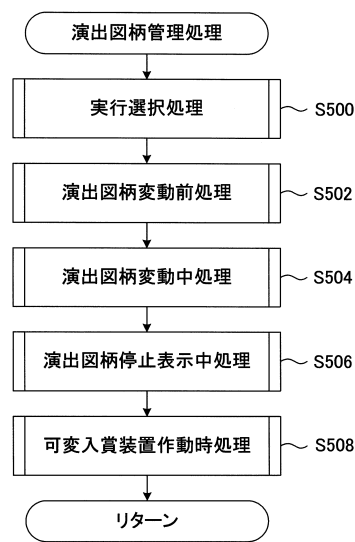 演出図柄管理処理
実行選択処理 S500
演出図柄変動前処理 S502
演出図柄変動中処理 S504
演出図柄停止表示中処理 S506
可変入賞装置作動時処理 S508
リターン